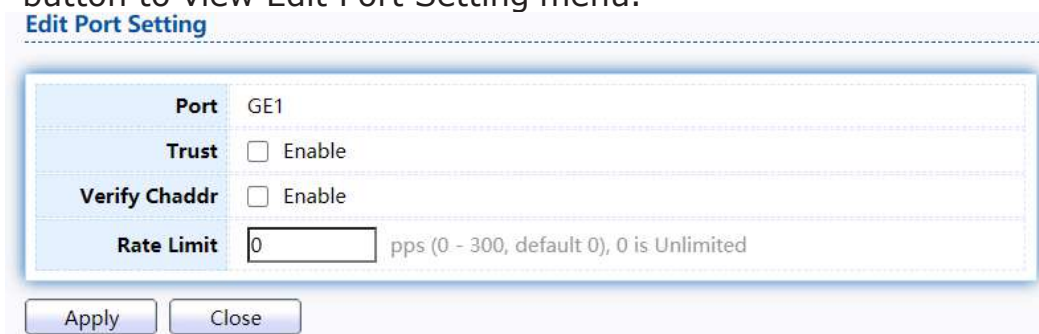 button to view Edit Port Setting menu.
Edit Port Setting
Port GE1
Trust Enable
Verify Chaddr Enable
Rate Limit 0 pps (0 - 300, default 0), 0 is Unlimited
Apply Close